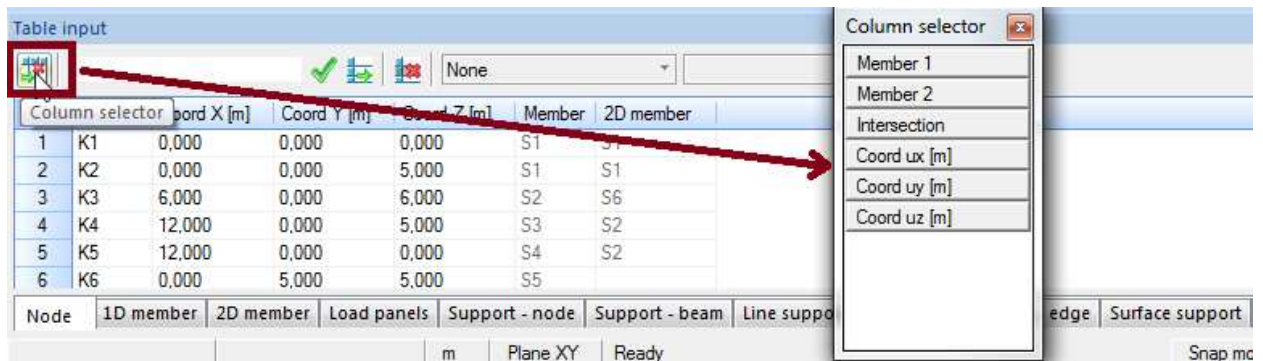 Table input
Column selector
None
Column selector
oord X [m] Coord Y [m] Coord Z [m] Member 2D member
1 K1 0,000 0,000 0,000 S1 S1
2 K2 0,000 0,000 5,000 S1 S1
3 K3 6,000 0,000 6,000 S2 S6
4 K4 12,000 0,000 5,000 S3 S2
5 K5 12,000 0,000 0,000 S4 S2
6 K6 0,000 5,000 5,000 S5
Member 1
Member 2
Intersection
Coord ux [m]
Coord uy [m]
Coord uz [m]
Node 1D member 2D member Load panels Support - node Support - beam Line suppo edge Surface support
m Plane XY Ready Snap mo